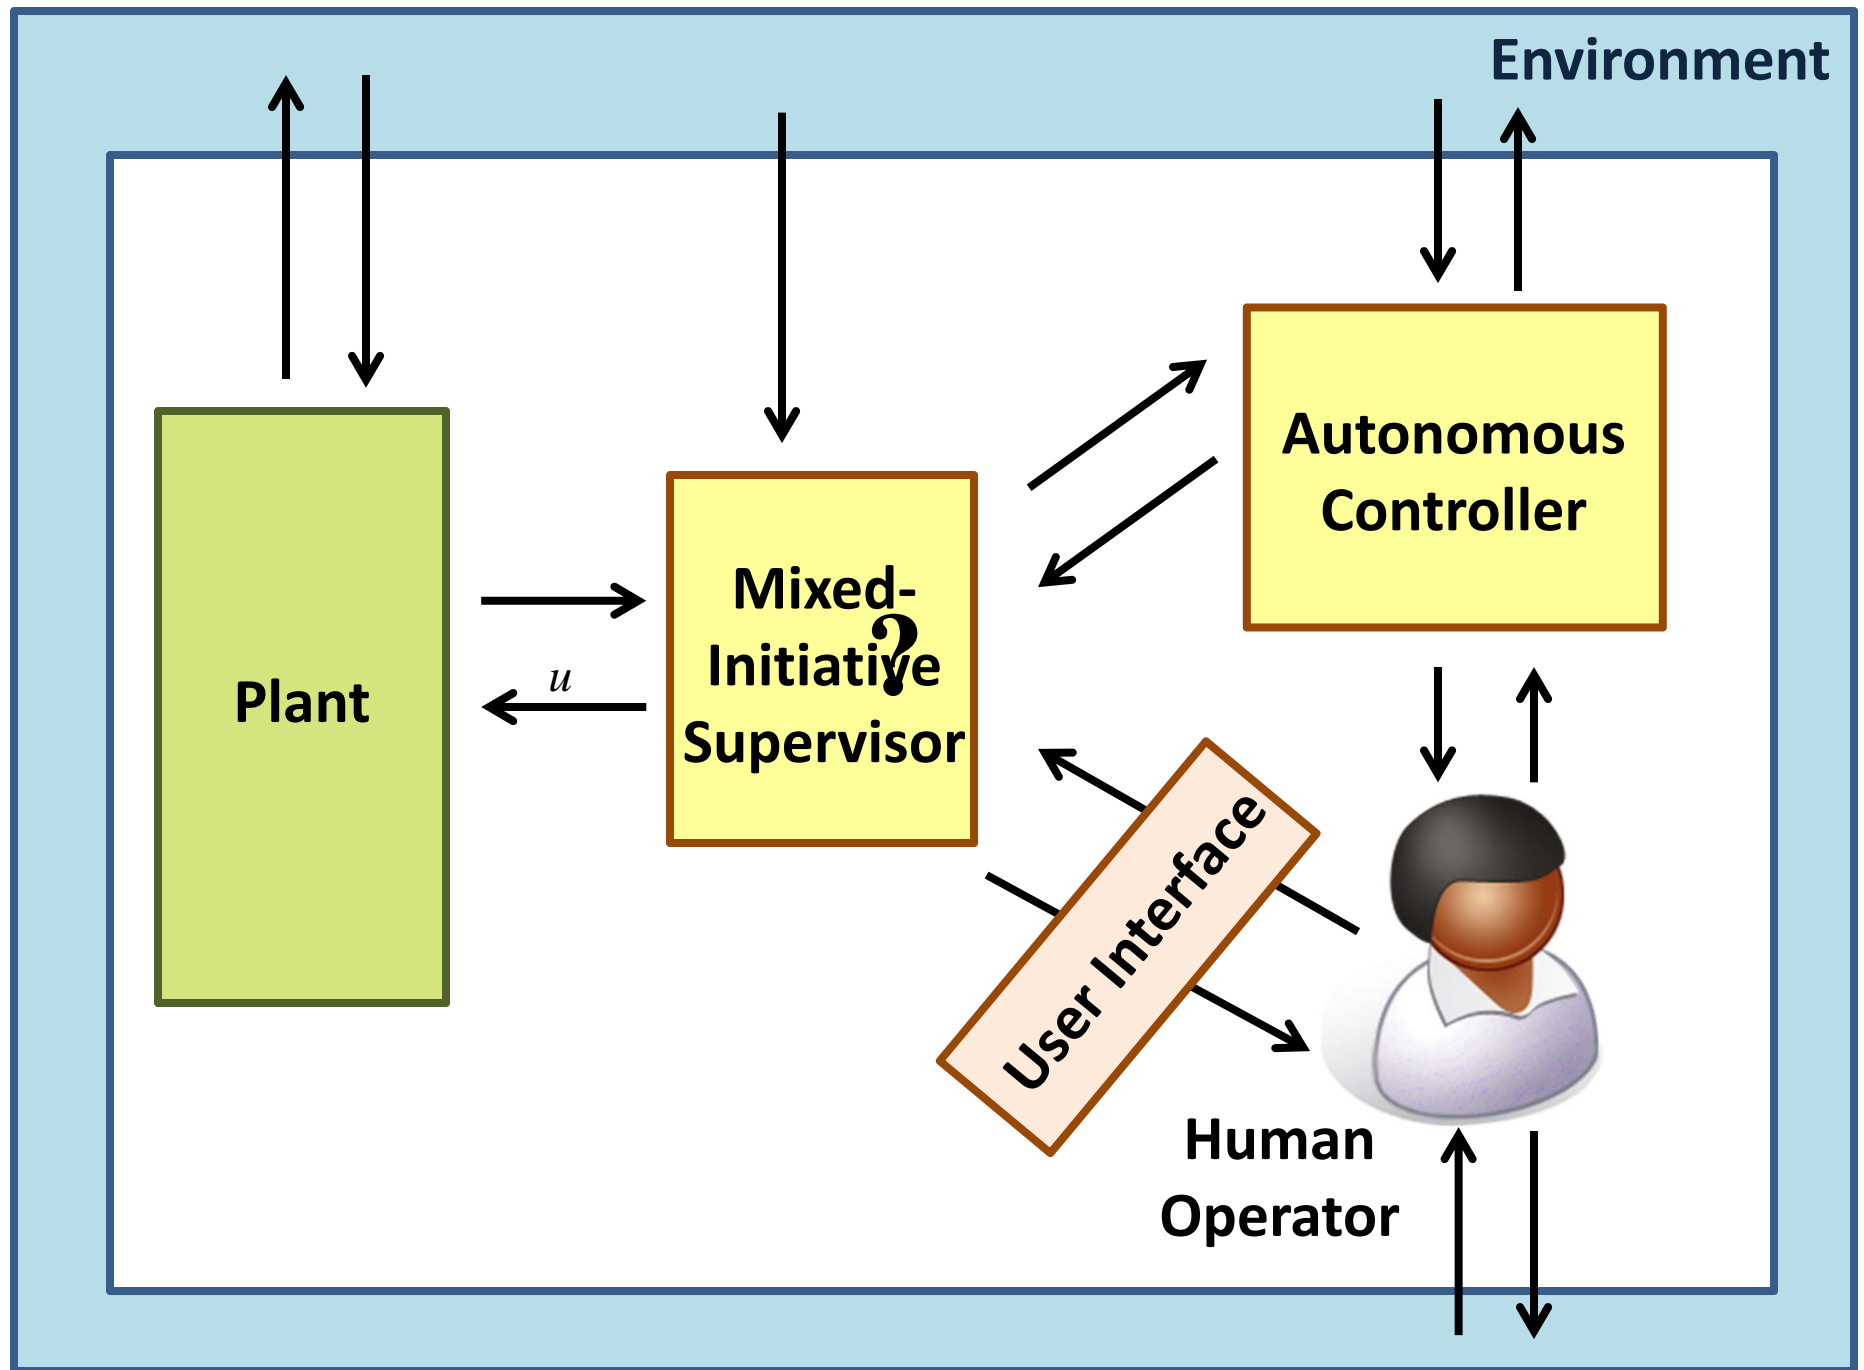 Environment
Autonomous
Controller
Mixed-
Initiative
Supervisor
?
u
Plant
User Interface
Human
Operator